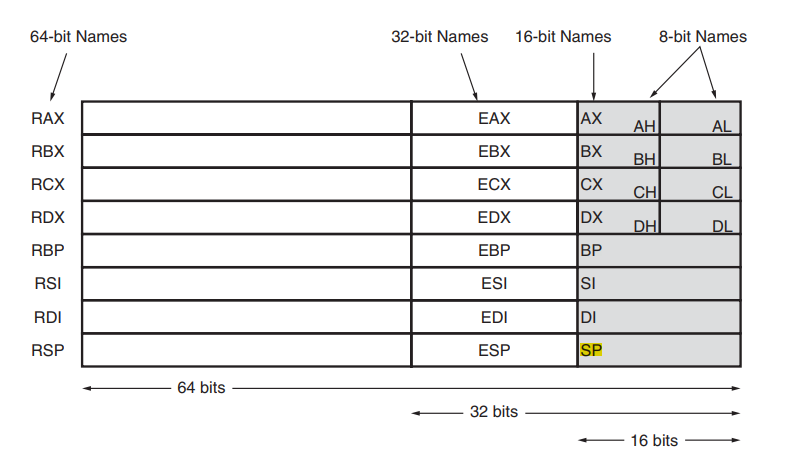 64-bit Names 32-bit Names 16-bit Names 8-bit Names
RAX EAX AX AH AL
RBX EBX BX BH BL
RCX ECX CX CH CL
RDX EDX DX DH DL
RBP EBP BP
RSI ESI SI
RDI EDI DI
RSP ESP SP
64 bits
32 bits
16 bits